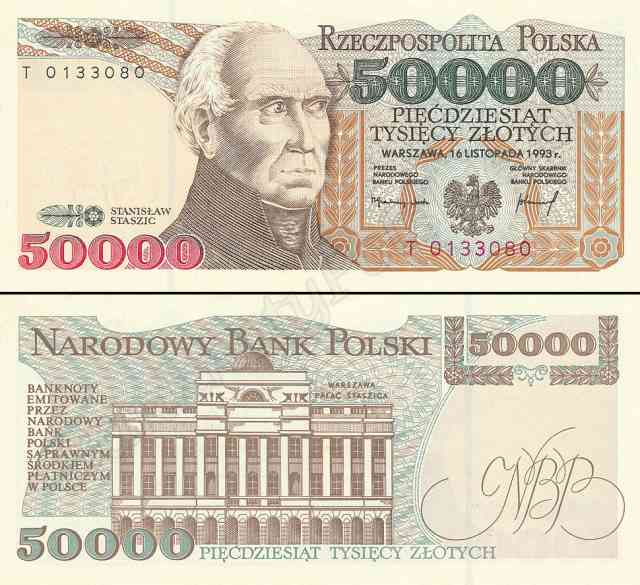 RZECZPOSPOLITA POLSKA
T 0133080
50000
PIĘĆDZIESIĄT
TYSIĘCY ZŁOTYCH
WARSZAWA, 16 LISTOPADA 1993 r.
PREZES
NARODOWEGO
BANKU POLSKIEGO
GŁÓWNY SKARBNIK
NARODOWEGO
BANKU POLSKIEGO
STANISŁAW
STASZIC
50000
T 0133080
NARODOWY BANK POLSKI
50000
BANKNOTY
EMITOWANE
PRZEZ
NARODOWY
BANK
POLSKI
SĄ PRAWNYM
ŚRODKIEM
PŁATNICZYM
W POLSCE
WARSZAWA
PAŁAC STASZICA
NBP
50000
PIĘĆDZIESIĄT TYSIĘCY ZŁOTYCH